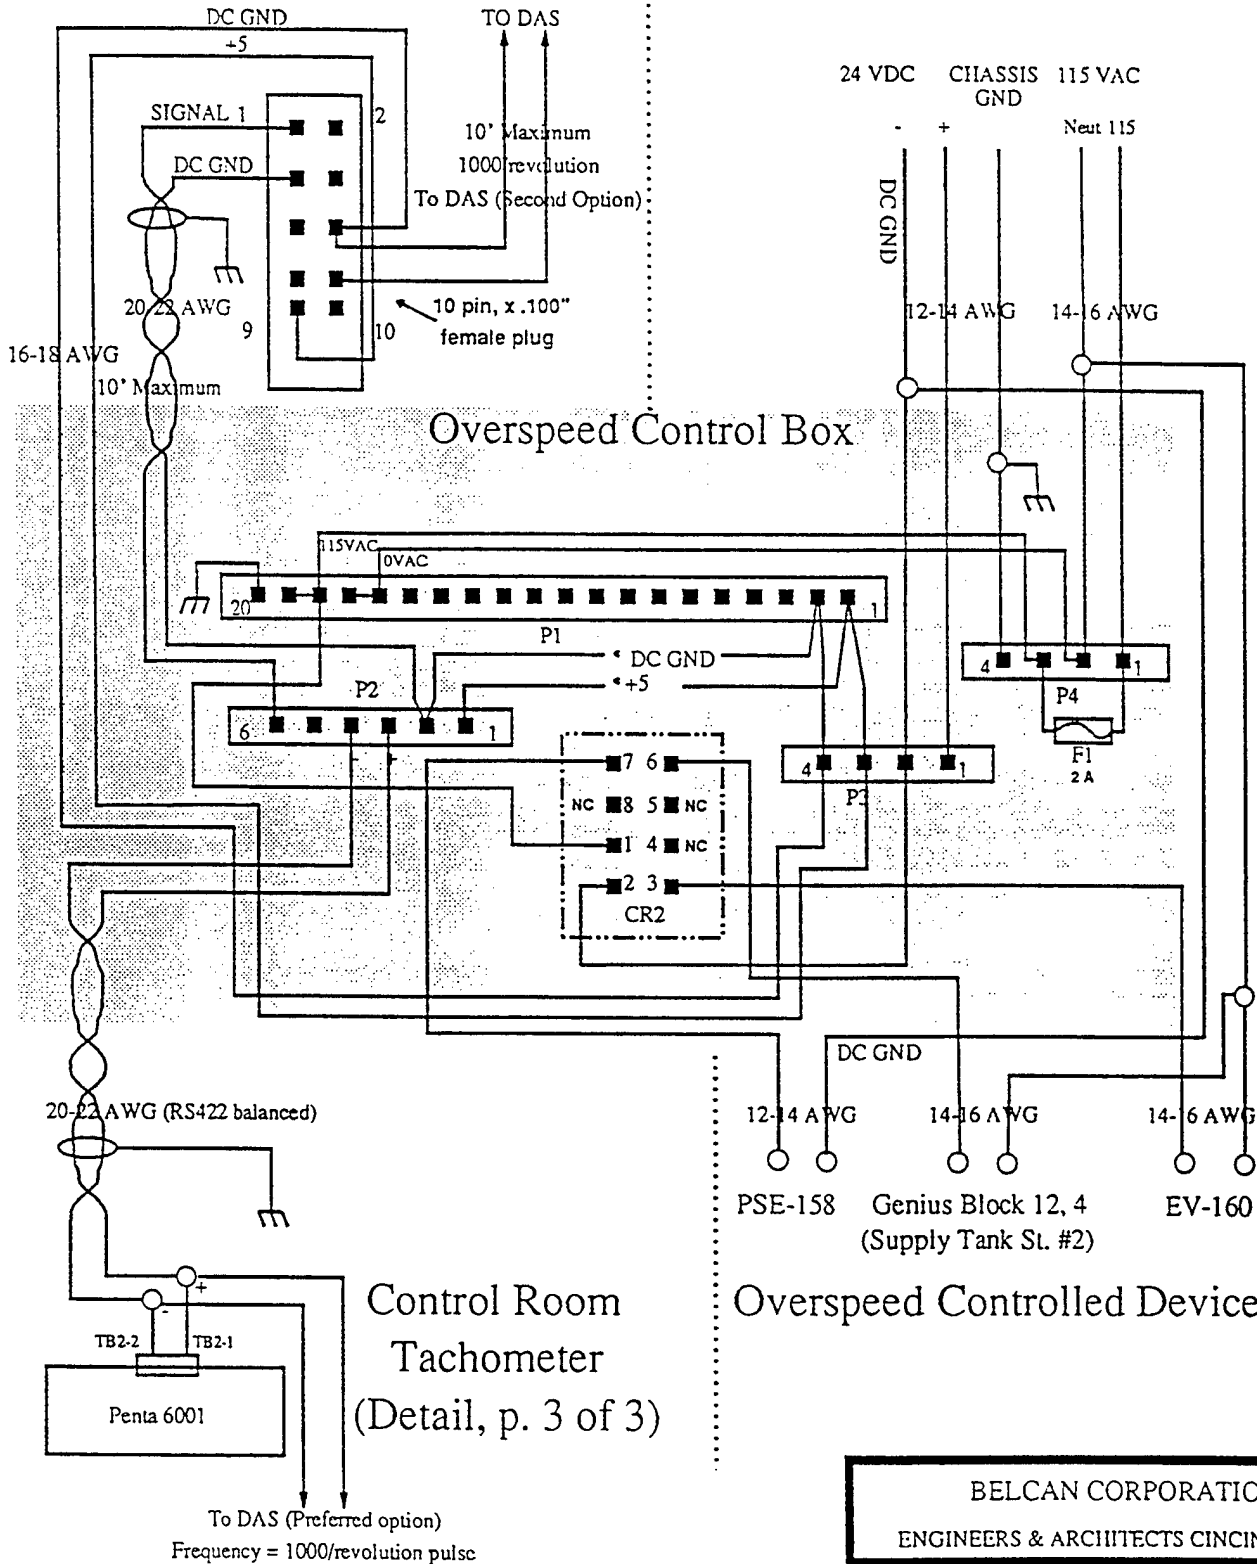 DC GND
+5
TO DAS
24 VDC
CHASSIS
GND
115 VAC
-
+
Neut 115
SIGNAL 1
2
DC GND
10' Maximum
1000/revolution
To DAS (Second Option)
DC GND
20-22 AWG
9
10
10 pin, x .100"
female plug
12-14 AWG
14-16 AWG
16-18 AWG
10' Maximum
Overspeed Control Box
115VAC
0VAC
20
1
P1
DC GND
+5
4
1
P4
P2
6
1
-
+
F1
2 A
4
1
P3
7 6
NC 8 5 NC
1 4 NC
2 3
CR2
DC GND
20-22 AWG (RS422 balanced)
12-14 AWG
14-16 AWG
14-16 AWG
PSE-158
Genius Block 12, 4
(Supply Tank St. #2)
EV-160
Control Room
Tachometer
(Detail, p. 3 of 3)
Overspeed Controlled Device
+
-
TB2-2
TB2-1
Penta 6001
To DAS (Preferred option)
Frequency = 1000/revolution pulse
BELCAN CORPORATIO
ENGINEERS & ARCHITECTS CINCIN